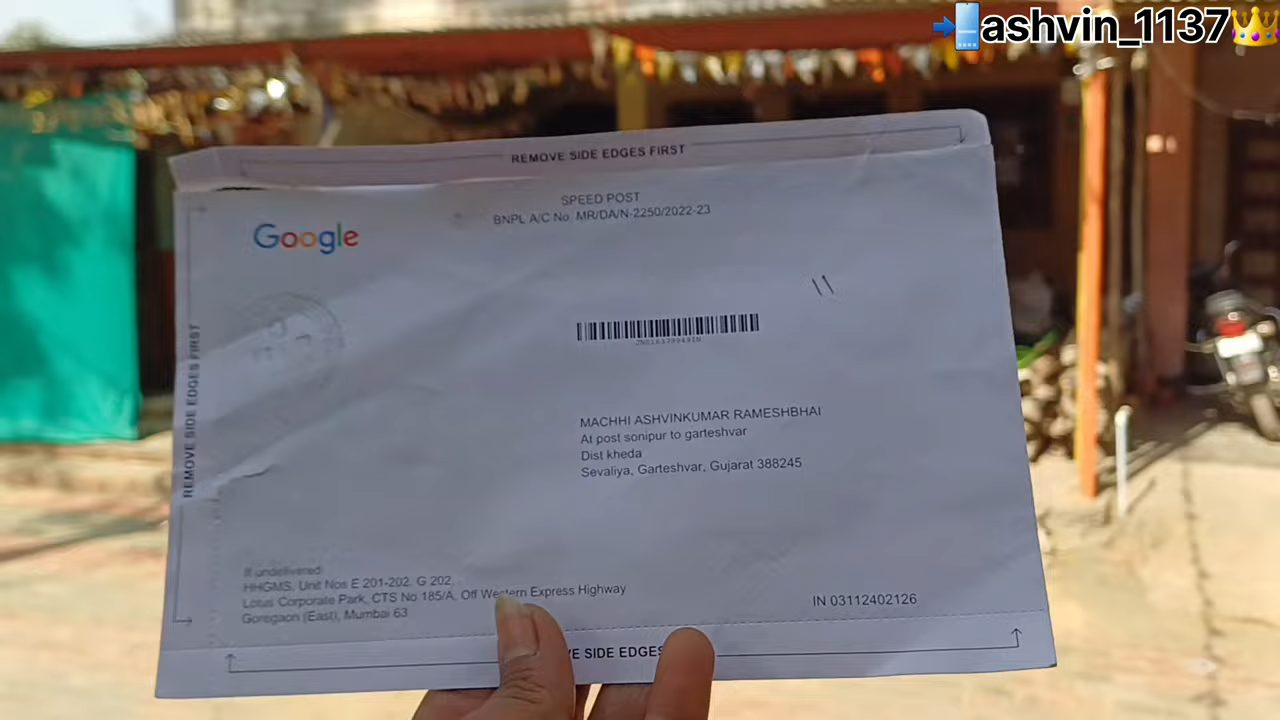 ashvin_1137
REMOVE SIDE EDGES FIRST
SPEED POST
BNPL A/C No. MR/DA/N-2250/2022-23
Google
REMOVE SIDE EDGES FIRST
MACHHI ASHVINKUMAR RAMESHBHAI
At post sonipur to garteshvar
Dist kheda
Sevaliya, Garteshvar, Gujarat 388245
If undelivered:
HHGMS, Unit Nos E 201-202, G 202,
Lotus Corporate Park, CTS No 185/A, Off Western Express Highway
Goregaon (East), Mumbai 63
IN 03112402126
VE SIDE EDGES